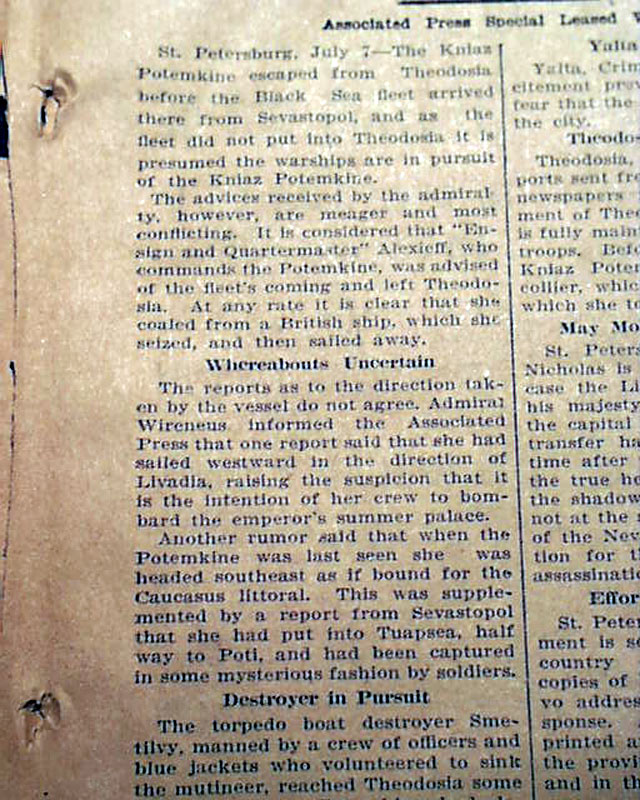 Associated Press Special Leased
St. Petersburg, July 7—The Kniaz
Potemkine escaped from Theodosia
before the Black Sea fleet arrived
there from Sevastopol, and as the
fleet did not put into Theodosia it is
presumed the warships are in pursuit
of the Kniaz Potemkine.
The advices received by the admiral-
ty, however, are meager and most
conflicting. It is considered that "En-
sign and Quartermaster" Alexieff, who
commands the Potemkine, was advised
of the fleet's coming and left Theodo-
sia. At any rate it is clear that she
coaled from a British ship, which she
seized, and then sailed away.
Whereabouts Uncertain
The reports as to the direction tak-
en by the vessel do not agree. Admiral
Wireneus informed the Associated
Press that one report said that she had
sailed westward in the direction of
Livadia, raising the suspicion that it
is the intention of her crew to bom-
bard the emperor's summer palace.
Another rumor said that when the
Potemkine was last seen she was
headed southeast as if bound for the
Caucasus littoral. This was supple-
mented by a report from Sevastopol
that she had put into Tuapsea, half
way to Poti, and had been captured
in some mysterious fashion by soldiers.
Destroyer in Pursuit
The torpedo boat destroyer Sme-
tilvy, manned by a crew of officers and
blue jackets who volunteered to sink
the mutineer, reached Theodosia some
Yalta
Yalta, Crim
citement prev
fear that the
the city.
Theodo-
Theodosia,
ports sent fro
newspapers
ment of Theo
is fully main
troops. Befo
Kniaz Poter
collier, which
which she to
May Mo
St. Peters
Nicholas is
case the Li
his majesty
the capital
transfer ha
time after
the true he
the shadow
not at the
of the Nev
tion for th
assassinatio
Effor
St. Peter
ment is se
country
copies of
vo addres
sponse.
printed a
the provi
and in th